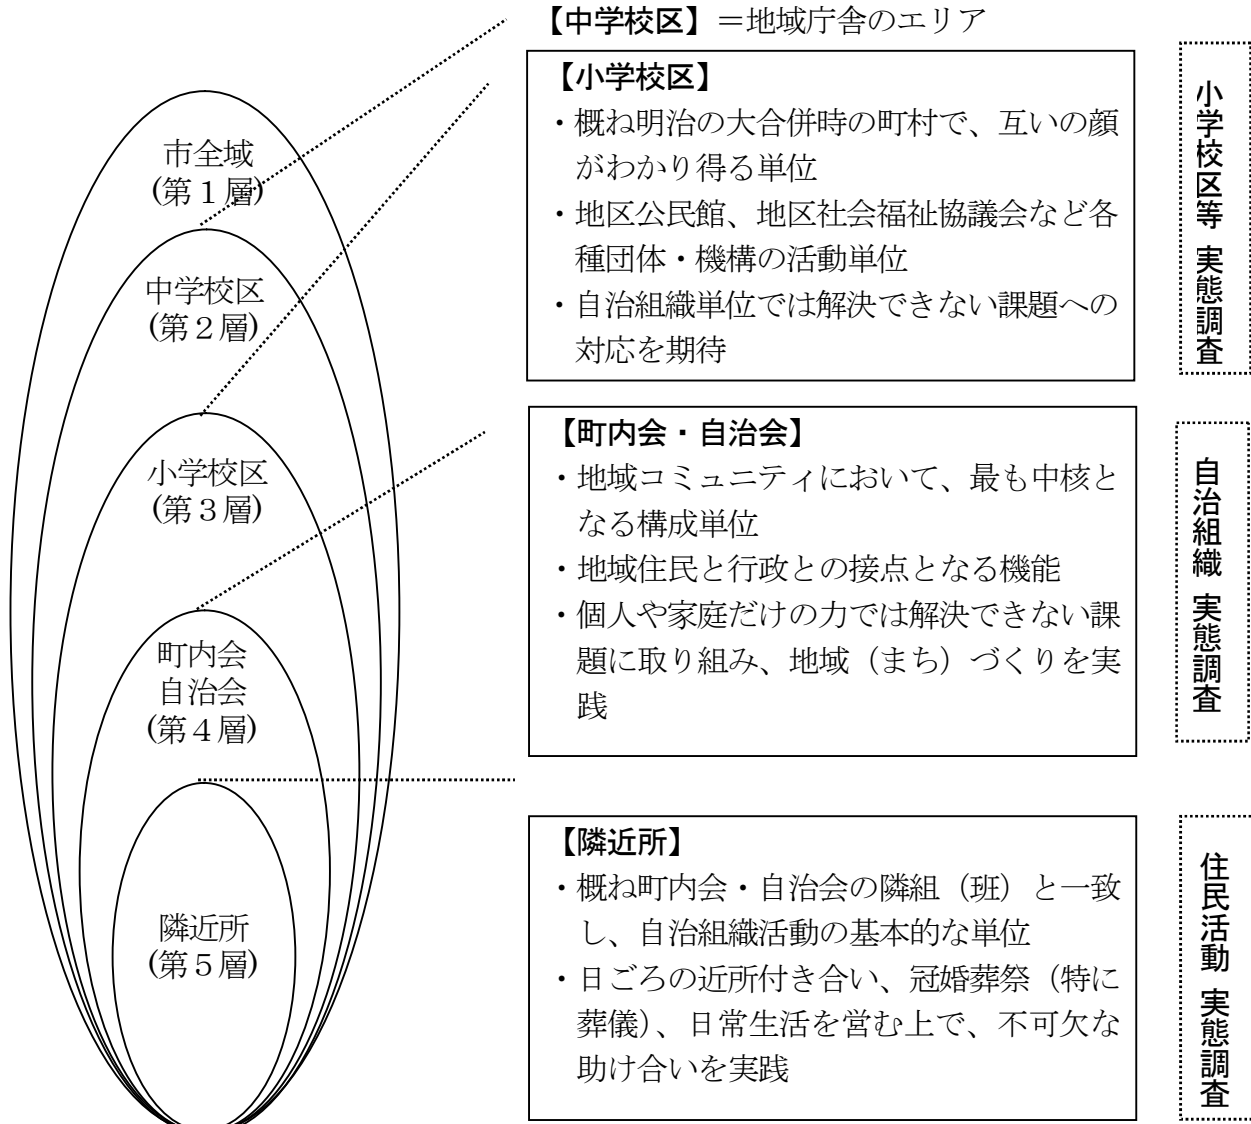 市全域
(第１層)
中学校区
(第２層)
小学校区
(第３層)
町内会
自治会
(第４層)
隣近所
(第５層)
【中学校区】＝地域庁舎のエリア
【小学校区】
・概ね明治の大合併時の町村で、互いの顔
がわかり得る単位
・地区公民館、地区社会福祉協議会など各
種団体・機構の活動単位
・自治組織単位では解決できない課題への
対応を期待
【町内会・自治会】
・地域コミュニティにおいて、最も中核と
なる構成単位
・地域住民と行政との接点となる機能
・個人や家庭だけの力では解決できない課
題に取り組み、地域（まち）づくりを実
践
【隣近所】
・概ね町内会・自治会の隣組（班）と一致
し、自治組織活動の基本的な単位
・日ごろの近所付き合い、冠婚葬祭（特に
葬儀）、日常生活を営む上で、不可欠な
助け合いを実践
小学校区等 実態調査
自治組織 実態調査
住民活動 実態調査